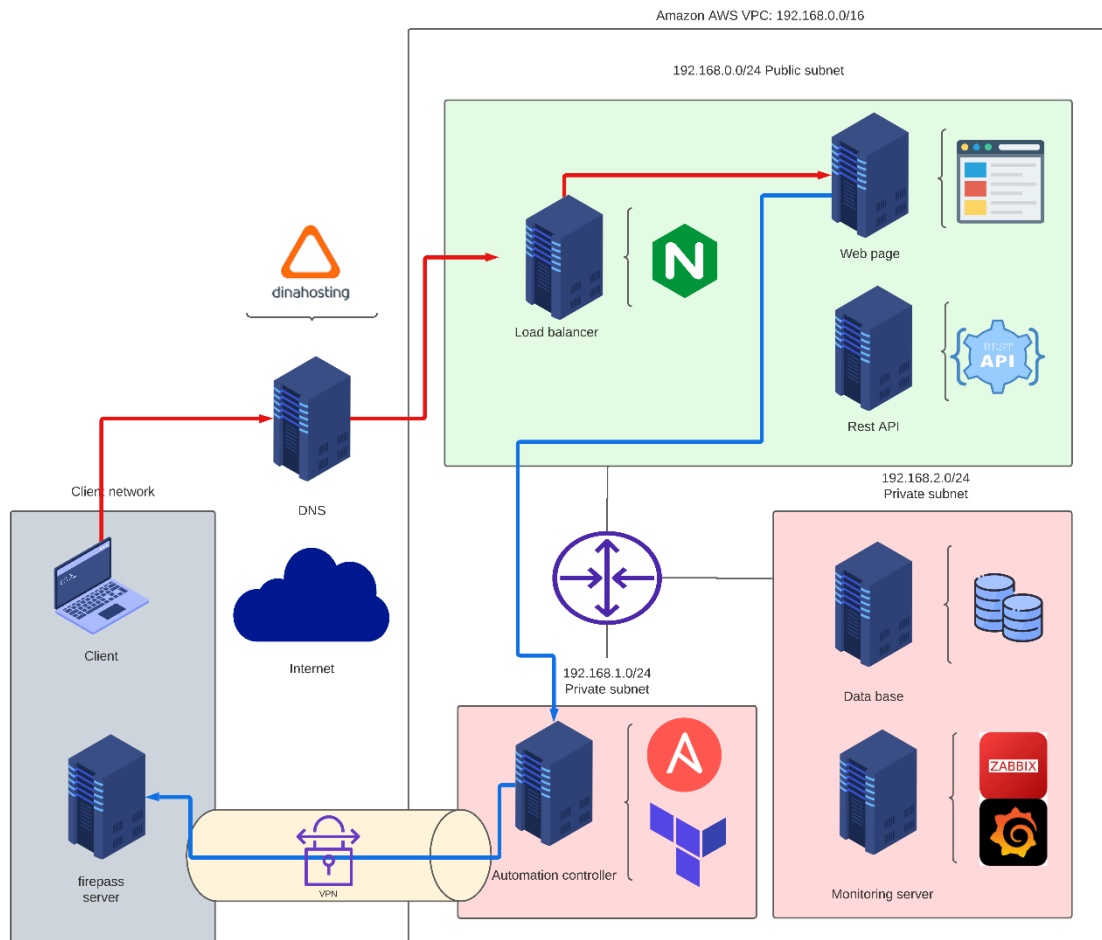 Amazon AWS VPC: 192.168.0.0/16
192.168.0.0/24 Public subnet
Web page
dinahosting
Load balancer
REST
API
Rest API
192.168.2.0/24
Private subnet
Client network
DNS
Client
Internet
192.168.1.0/24
Private subnet
Data base
ZABBIX
firepass
server
VPN
Automation controller
Monitoring server